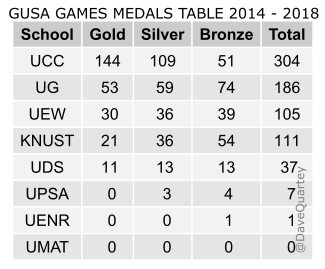 GUSA GAMES MEDALS TABLE 2014 - 2018
School Gold Silver Bronze Total
UCC 144 109 51 304
UG 53 59 74 186
UEW 30 36 39 105
KNUST 21 36 54 111
UDS 11 13 13 37
UPSA 0 3 4 7
UENR 0 0 1 1
UMAT 0 0 0 0
@DaveQuartey